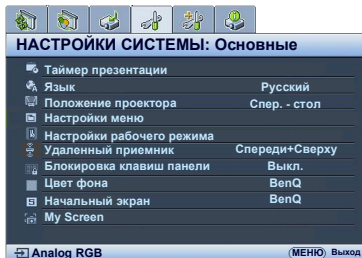 НАСТРОЙКИ СИСТЕМЫ: Основные
Таймер презентации
Язык Русский
Положение проектора Спер. - стол
Настройки меню
Настройки рабочего режима
Удаленный приемник Спереди+Сверху
Блокировка клавиш панели Выкл.
Цвет фона BenQ
Начальный экран BenQ
My Screen
Analog RGB МЕНЮ Выход